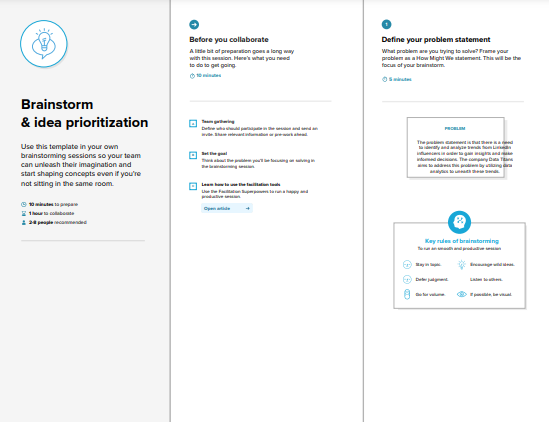 Brainstorm
& idea prioritization
Use this template in your own
brainstorming sessions so your team
can unleash their imagination and
start shaping concepts even if you're
not sitting in the same room.
10 minutes to prepare
1 hour to collaborate
2-8 people recommended
Before you collaborate
A little bit of preparation goes a long way
with this session. Here's what you need
to do to get going.
10 minutes
Team gathering
Define who should participate in the session and send an
invite. Share relevant information or pre-work ahead.
Set the goal
Think about the problem you'll be focusing on solving in
the brainstorming session.
Learn how to use the facilitation tools
Use the Facilitation Superpowers to run a happy and
productive session.
Open article
1
Define your problem statement
What problem are you trying to solve? Frame your
problem as a How Might We statement. This will be the
focus of your brainstorm.
5 minutes
PROBLEM
The problem statement is that there is a need
to identify and analyze trends from LinkedIn
influencers in order to gain insights and make
informed decisions. The company Data Titans
aims to address this problem by utilizing data
analytics to unearth these trends.
Key rules of brainstorming
To run an smooth and productive session
Stay in topic.
Encourage wild ideas.
Defer judgment.
Listen to others.
Go for volume.
If possible, be visual.